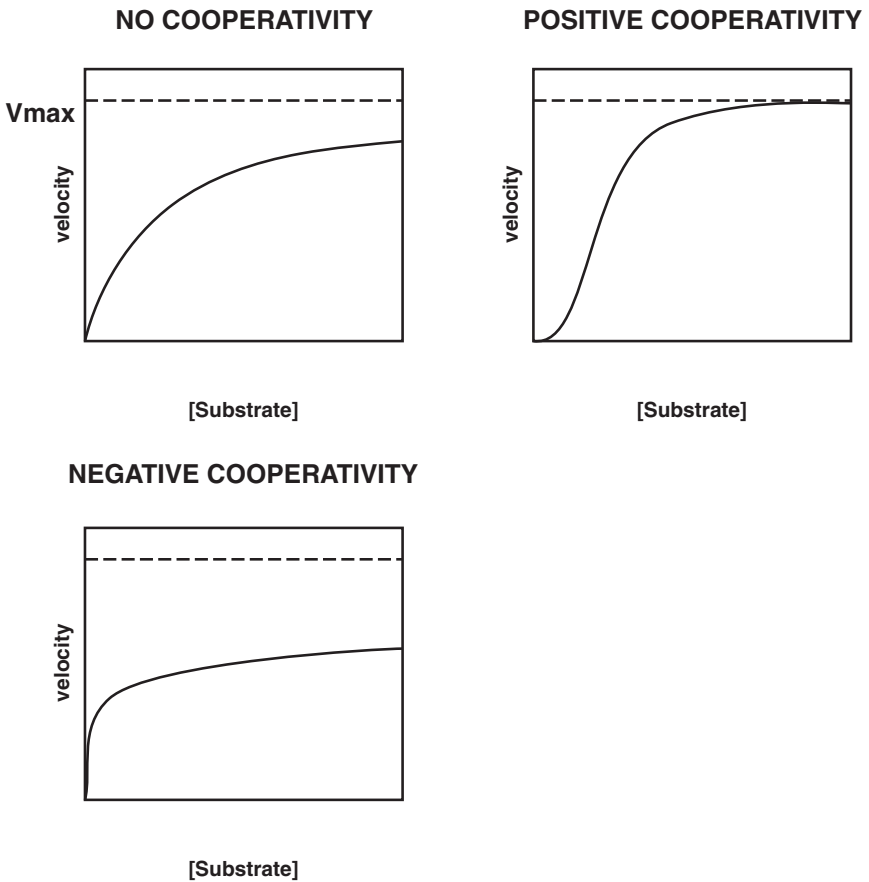 NO COOPERATIVITY
Vmax
velocity
[Substrate]
POSITIVE COOPERATIVITY
velocity
[Substrate]
NEGATIVE COOPERATIVITY
velocity
[Substrate]